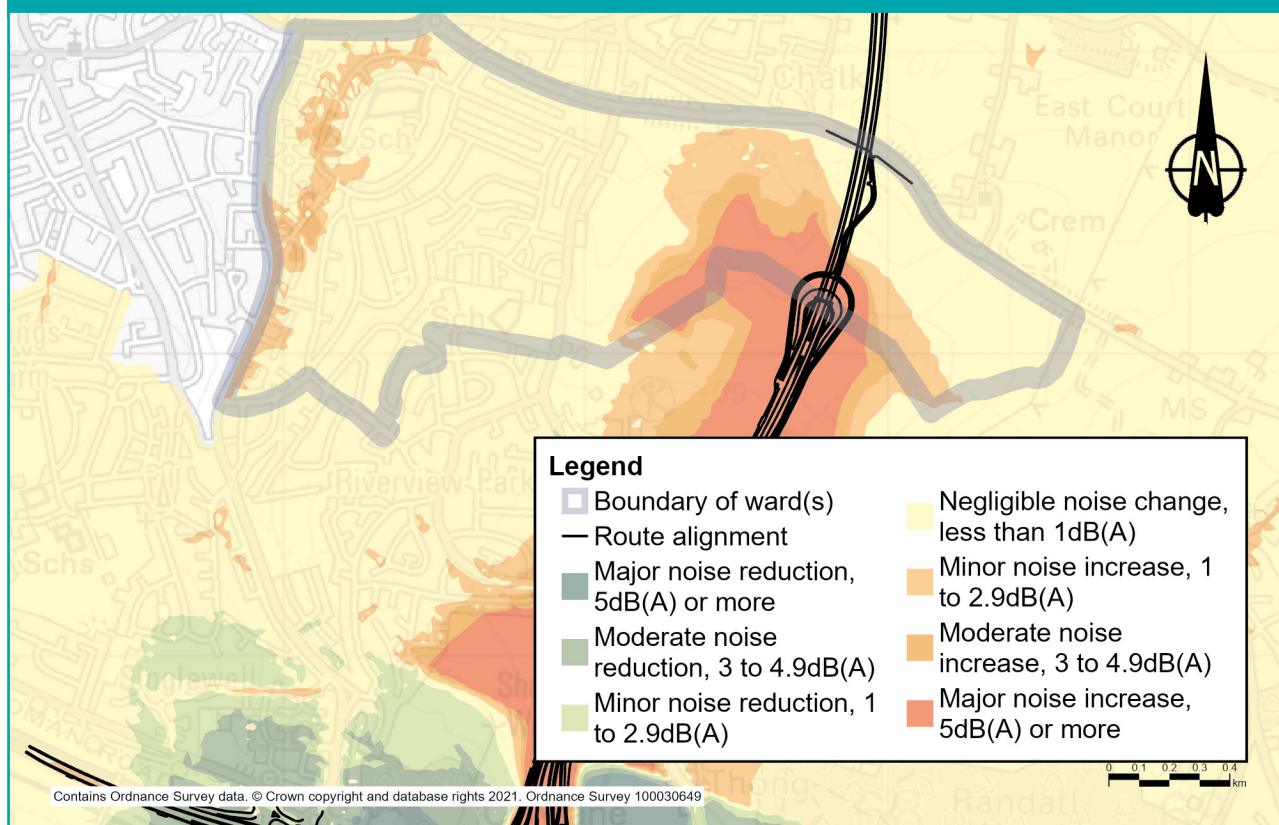 Chalk
East Court
Manor
Sch
Crem
Sch
MS
Riverview Park
Schs
Legend
Boundary of ward(s)
Route alignment
Major noise reduction,
5dB(A) or more
Moderate noise
reduction, 3 to 4.9dB(A)
Minor noise reduction, 1
to 2.9dB(A)
Negligible noise change,
less than 1dB(A)
Minor noise increase, 1
to 2.9dB(A)
Moderate noise
increase, 3 to 4.9dB(A)
Major noise increase,
5dB(A) or more
N
0 0.1 0.2 0.3 0.4
km
Contains Ordnance Survey data. © Crown copyright and database rights 2021. Ordnance Survey 100030649